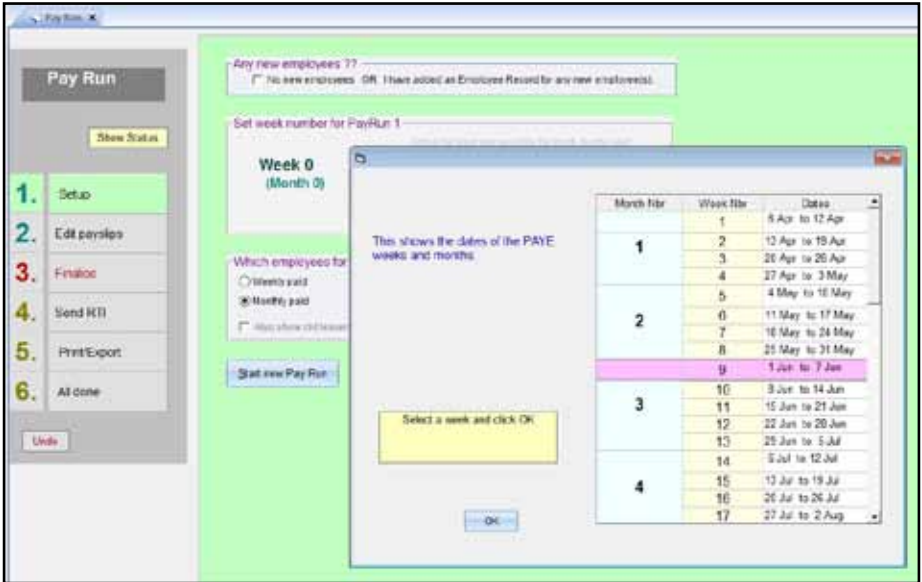 Pay Run
Pay Run
Show Status
1. Setup
2. Edit payslips
3. Finalise
4. Send RTI
5. Print/Export
6. All done
Undo
Any new employees ??
No new employees OR I have added an Employee Record for any new employee(s).
Set week number for PayRun 1
Week 0
(Month 0)
Which employees for
Weekly paid
Monthly paid
Also show old leavers
Start new Pay Run
This shows the dates of the PAYE
weeks and months.
Select a week and click OK
OK
Month Nbr Week Nbr Dates
1
1 6 Apr to 12 Apr
2 13 Apr to 19 Apr
3 20 Apr to 26 Apr
4 27 Apr to 3 May
2
5 4 May to 10 May
6 11 May to 17 May
7 18 May to 24 May
8 25 May to 31 May
3
9 1 Jun to 7 Jun
10 8 Jun to 14 Jun
11 15 Jun to 21 Jun
12 22 Jun to 28 Jun
13 29 Jun to 5 Jul
4
14 6 Jul to 12 Jul
15 13 Jul to 19 Jul
16 20 Jul to 26 Jul
17 27 Jul to 2 Aug